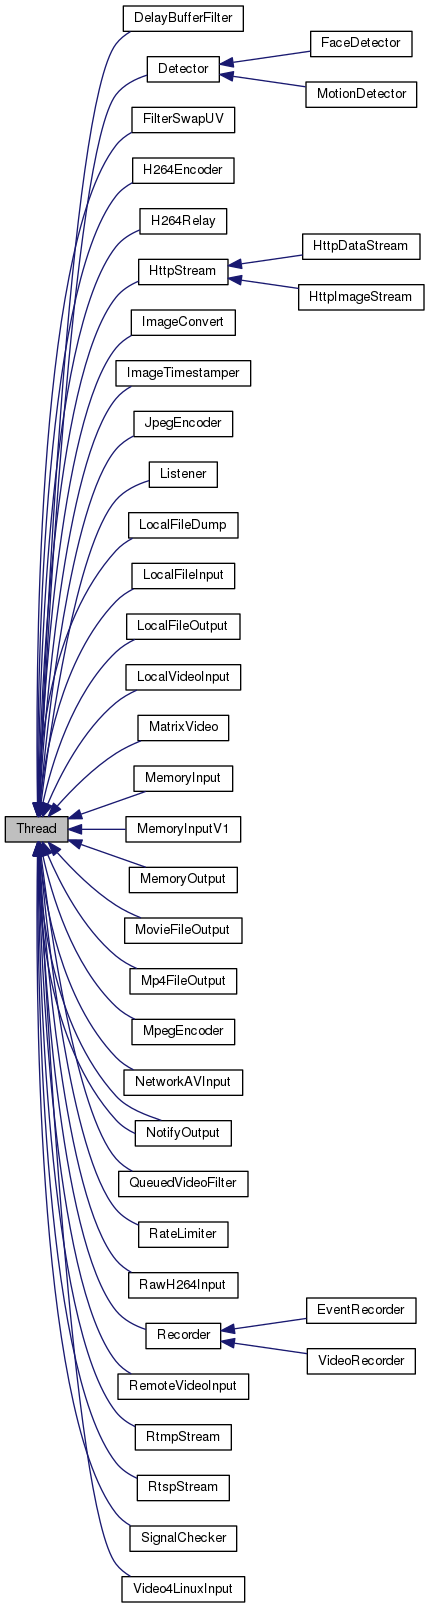 DelayBufferFilter
FaceDetector
Detector
MotionDetector
FilterSwapUV
H264Encoder
H264Relay
HttpDataStream
HttpStream
HttpImageStream
ImageConvert
ImageTimestamper
JpegEncoder
Listener
LocalFileDump
LocalFileInput
LocalFileOutput
LocalVideoInput
MatrixVideo
MemoryInput
Thread
MemoryInputV1
MemoryOutput
MovieFileOutput
Mp4FileOutput
MpegEncoder
NetworkAVInput
NotifyOutput
QueuedVideoFilter
RateLimiter
RawH264Input
EventRecorder
Recorder
VideoRecorder
RemoteVideoInput
RtmpStream
RtspStream
SignalChecker
Video4LinuxInput